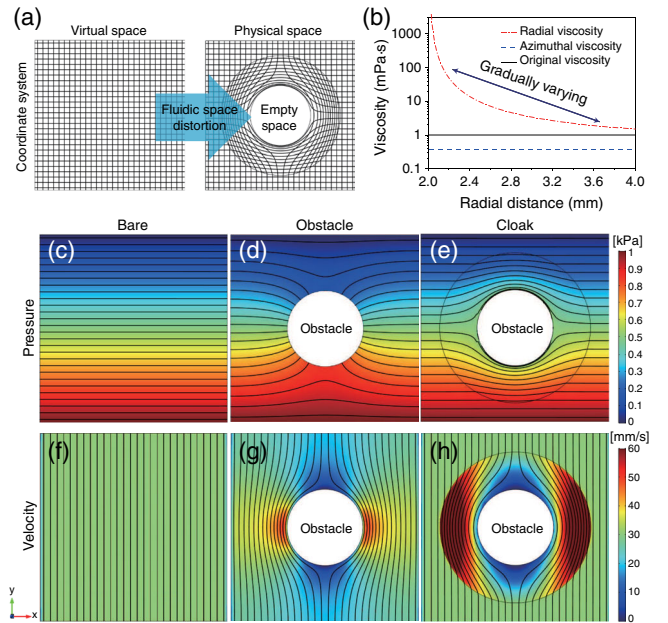 (a)
Virtual space
Physical space
Coordinate system
Fluidic space
distortion
Empty
space
(b)
Viscosity (mPa·s)
1000
100
10
1
0.1
Radial viscosity
Azimuthal viscosity
Original viscosity
Gradually varying
2.0 2.4 2.8 3.2 3.6 4.0
Radial distance (mm)
Bare
Obstacle
Cloak
Pressure
(c)
(d)
Obstacle
(e)
Obstacle
[kPa]
1
0.9
0.8
0.7
0.6
0.5
0.4
0.3
0.2
0.1
0
Velocity
(f)
(g)
Obstacle
(h)
Obstacle
[mm/s]
60
50
40
30
20
10
0
y
x